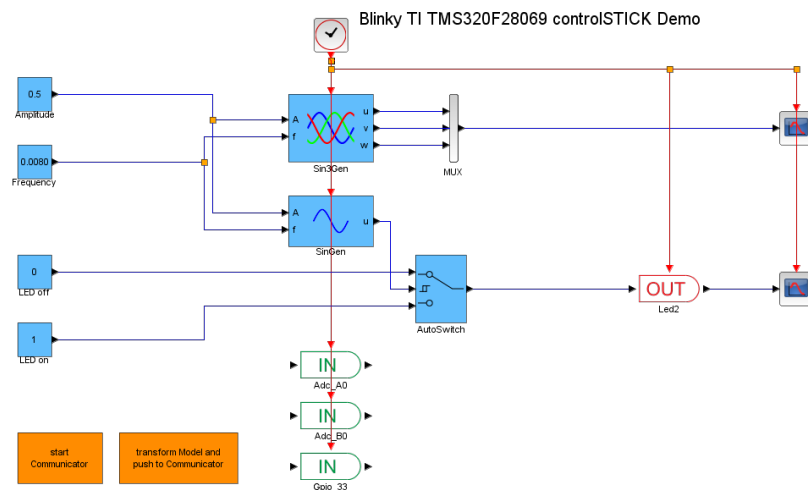 Blinky TI TMS320F28069 controlSTICK Demo
0.5
Amplitude
0.0080
Frequency
A
f
u
v
w
Sin3Gen
MUX
A
f
u
SinGen
0
LED off
1
LED on
AutoSwitch
OUT
Led2
IN
Adc_A0
IN
Adc_B0
IN
Gpio_33
start
Communicator
transform Model and
push to Communicator